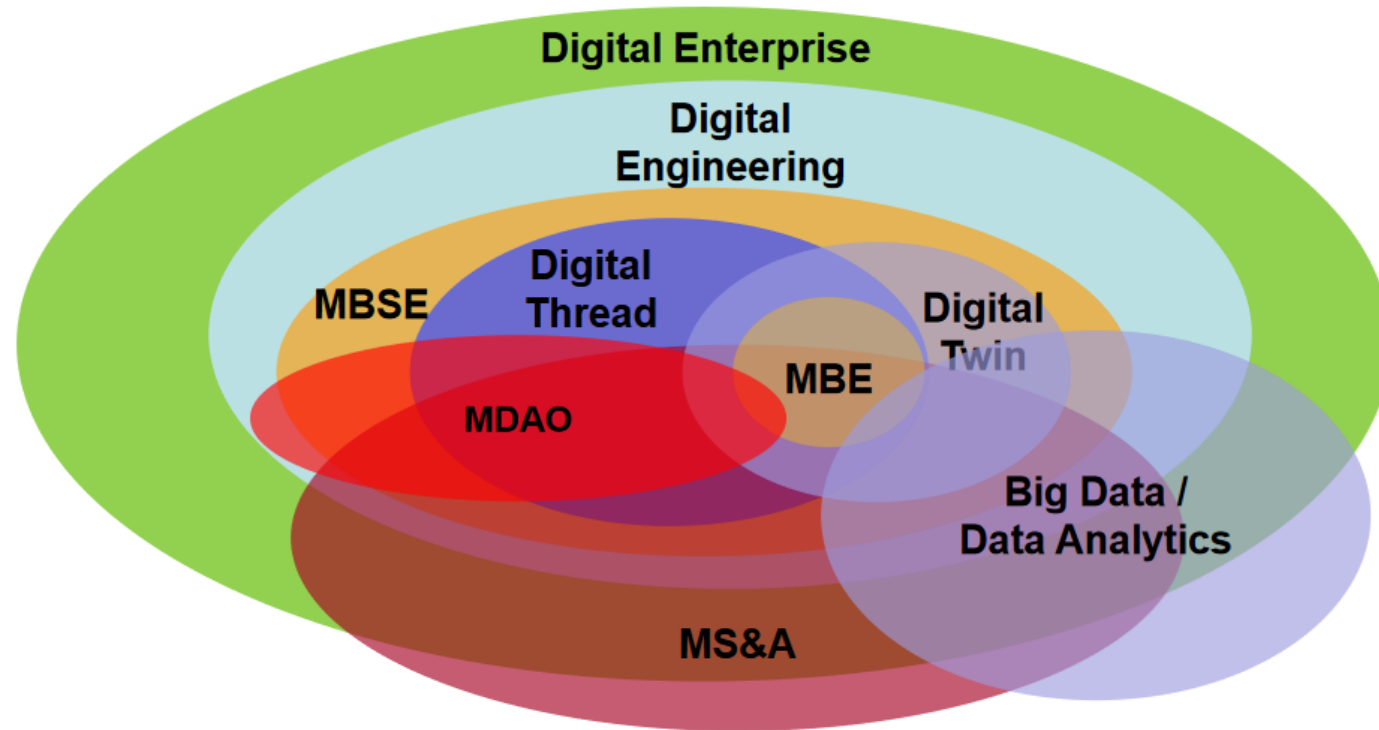 Digital Enterprise
Digital
Engineering
Digital
Thread
MBSE
Digital
Twin
MBE
MDAO
Big Data /
Data Analytics
MS&A